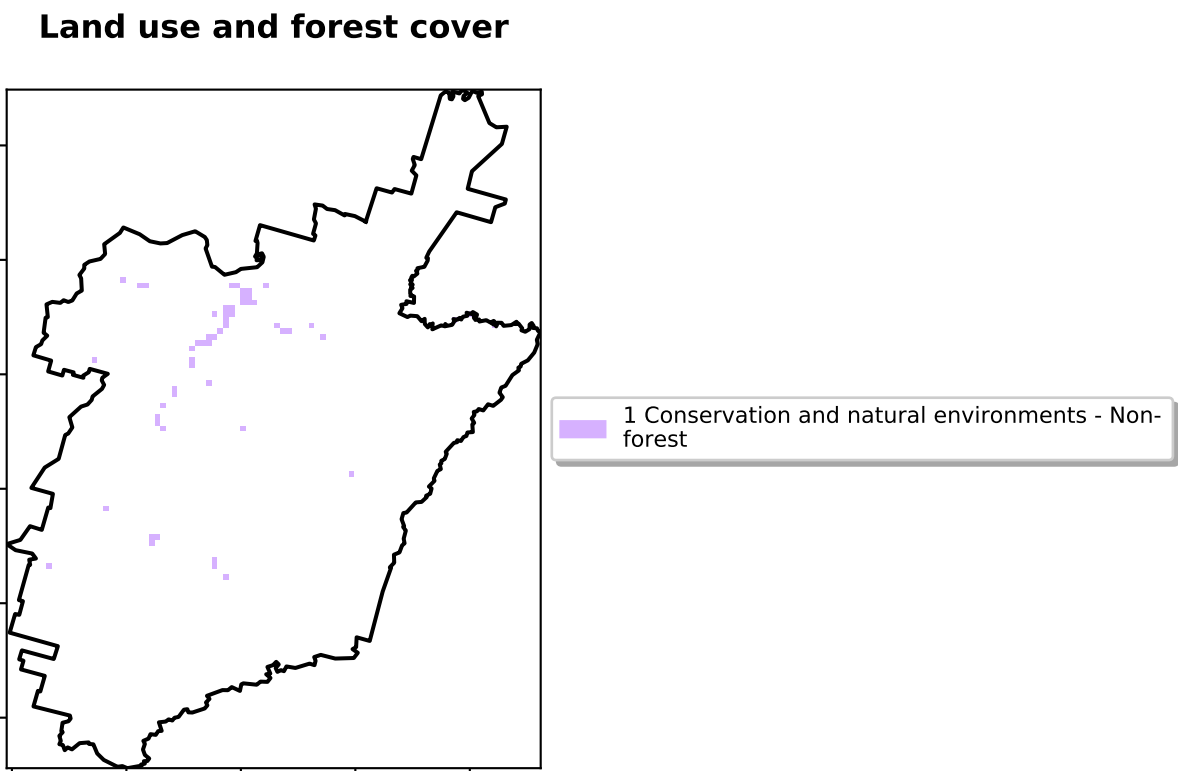 Land use and forest cover
1 Conservation and natural environments - Non-
forest